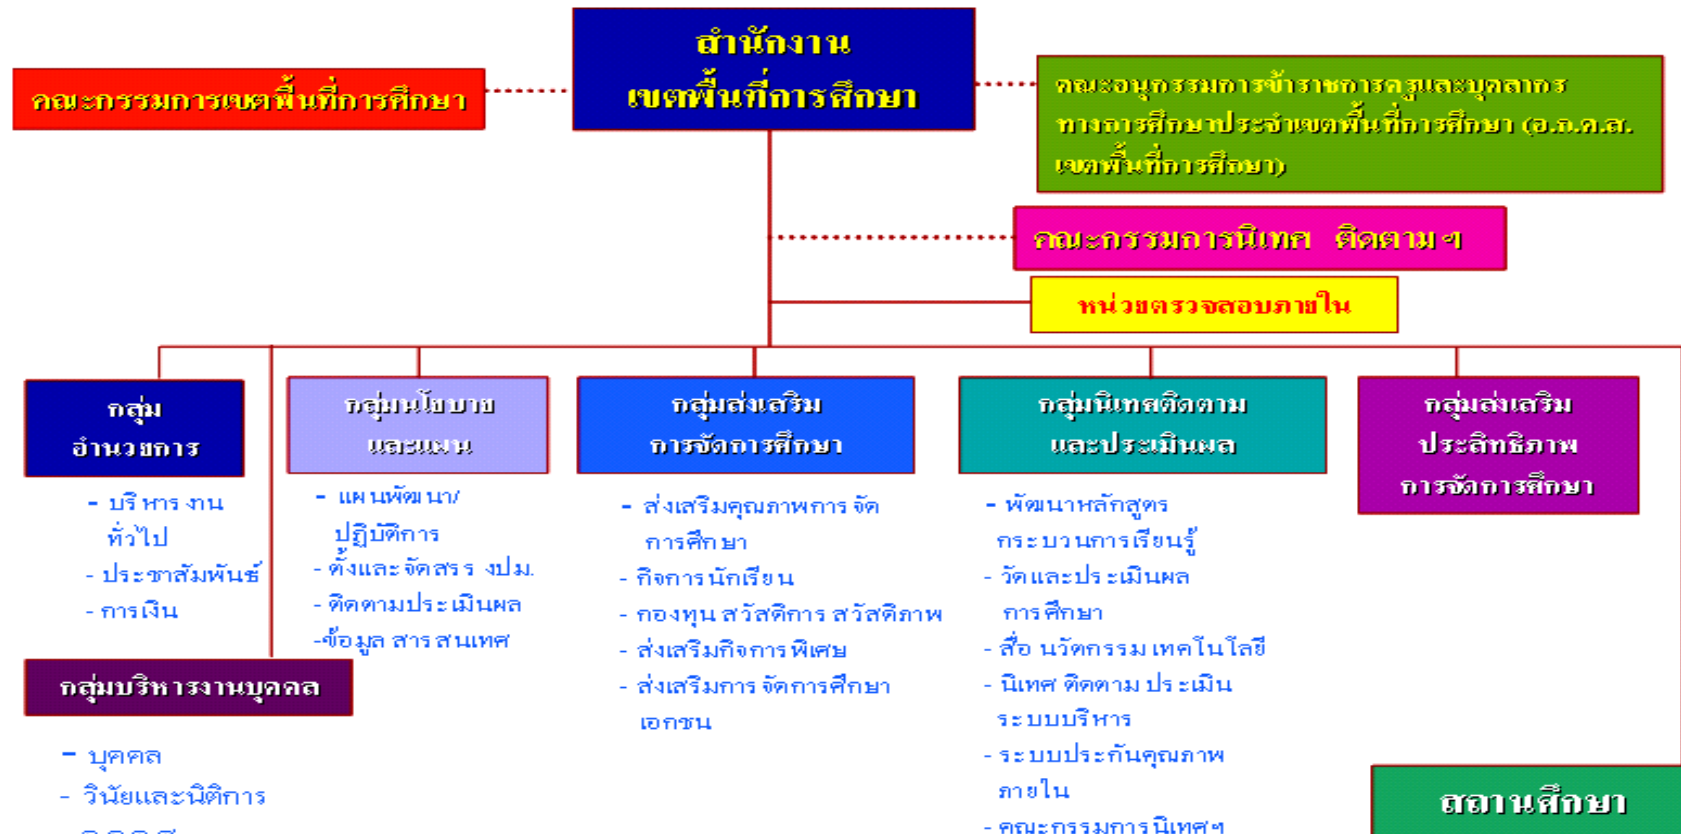 สำนักงาน
เขตพื้นที่การศึกษา
คณะกรรมการเขตพื้นที่การศึกษา
คณะอนุกรรมการข้าราชการครูและบุคลากร
ทางการศึกษาประจำเขตพื้นที่การศึกษา (อ.ก.ค.ศ.
เขตพื้นที่การศึกษา)
คณะกรรมการนิเทศ ติดตามฯ
หน่วยตรวจสอบภายใน
กลุ่ม
อำนวยการ
- บริหารงาน
ทั่วไป
- ประชาสัมพันธ์
- การเงิน
กลุ่มบริหารงานบุคคล
- บุคคล
- วินัยและนิติการ
กลุ่มนโยบาย
และแผน
- แผนพัฒนา/
ปฏิบัติการ
- ตั้งและจัดสรร งปม.
- ติดตามประเมินผล
-ข้อมูล สารสนเทศ
กลุ่มส่งเสริม
การจัดการศึกษา
- ส่งเสริมคุณภาพการจัด
การศึกษา
- กิจการนักเรียน
- กองทุน สวัสดิการ สวัสดิภาพ
- ส่งเสริมกิจการพิเศษ
- ส่งเสริมการจัดการศึกษา
เอกชน
กลุ่มนิเทศติดตาม
และประเมินผล
- พัฒนาหลักสูตร
กระบวนการเรียนรู้
- วัดและประเมินผล
การศึกษา
- สื่อ นวัตกรรม เทคโนโลยี
- นิเทศ ติดตาม ประเมิน
ระบบบริหาร
- ระบบประกันคุณภาพ
ภายใน
- คณะกรรมการนิเทศฯ
กลุ่มส่งเสริม
ประสิทธิภาพ
การจัดการศึกษา
สถานศึกษา